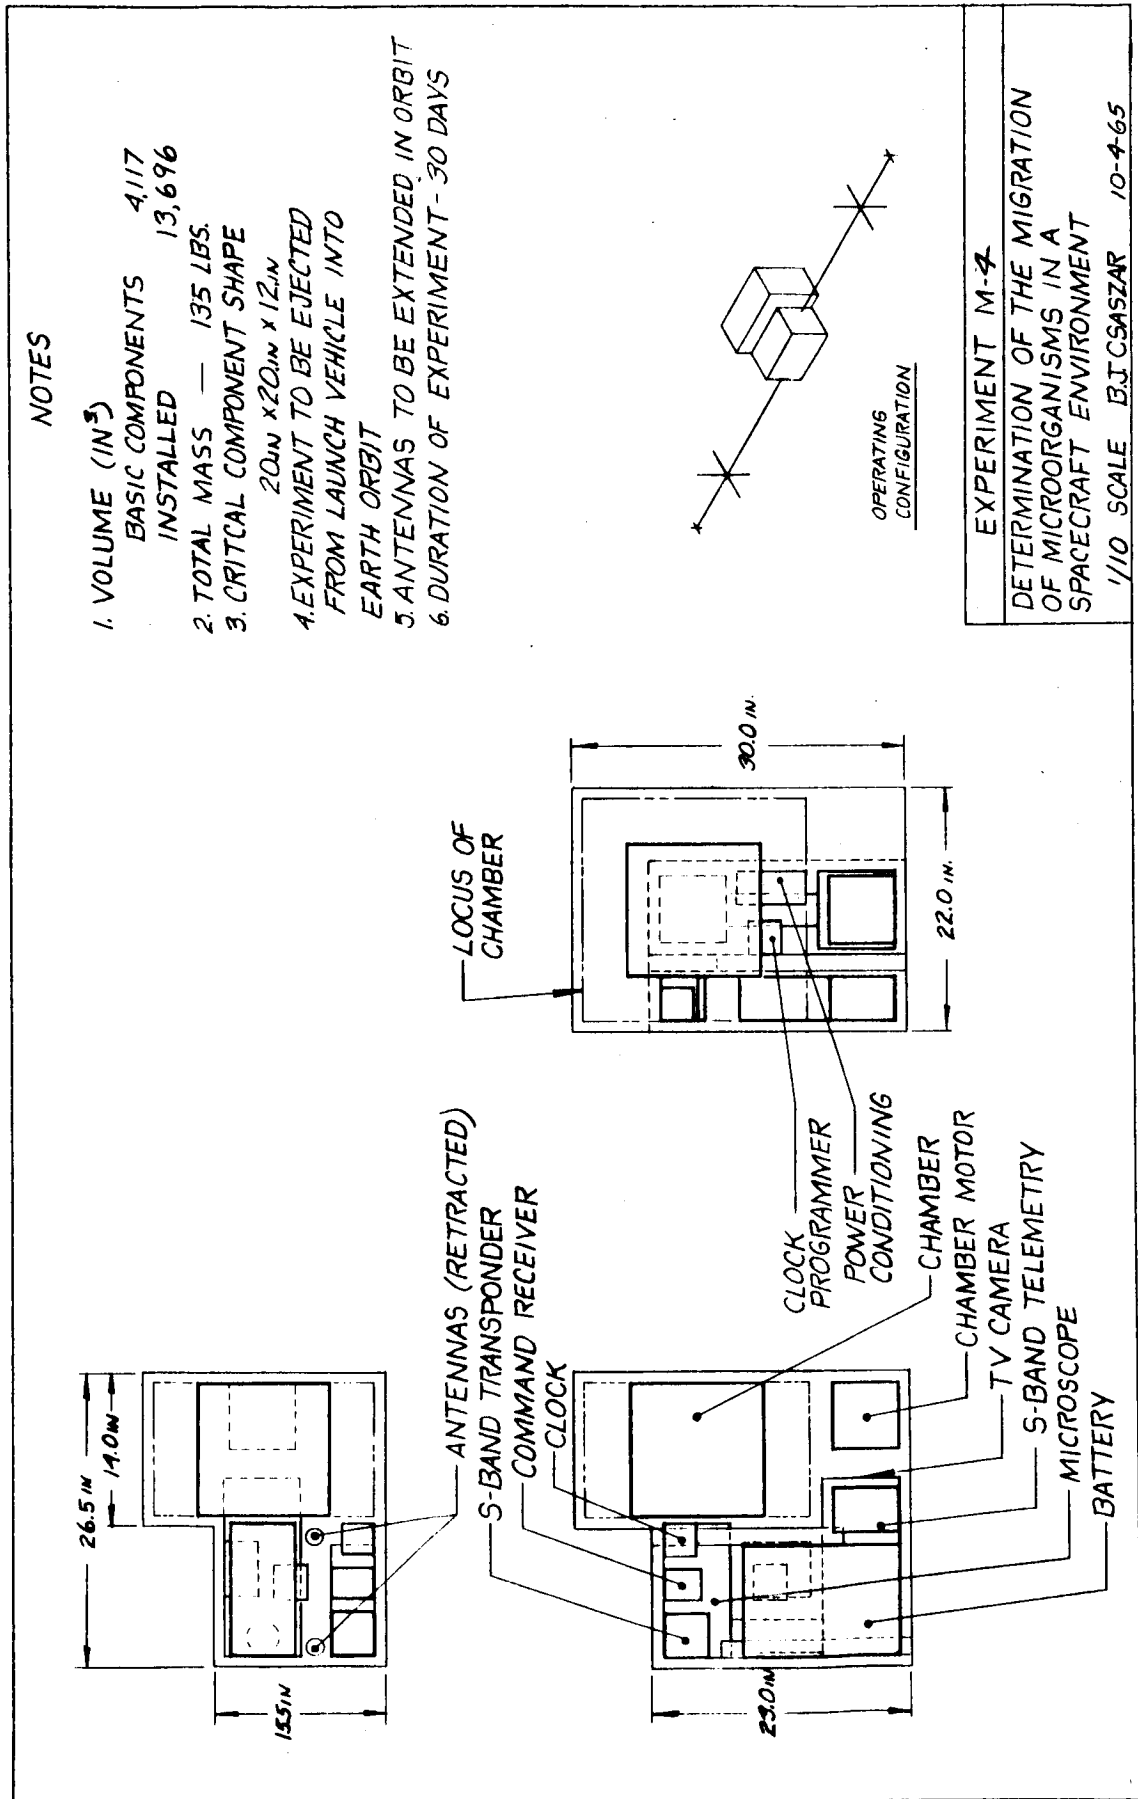 NOTES
1. VOLUME (IN³)
BASIC COMPONENTS 4,117
INSTALLED 13,696
2. TOTAL MASS — 135 LBS.
3. CRITCAL COMPONENT SHAPE
20IN X20IN X 12IN
4. EXPERIMENT TO BE EJECTED
FROM LAUNCH VEHICLE INTO
EARTH ORBIT
5. ANTENNAS TO BE EXTENDED IN ORBIT
6. DURATION OF EXPERIMENT - 30 DAYS
26.5 IN
14.0 IN
15.5 IN
ANTENNAS (RETRACTED)
S-BAND TRANSPONDER
COMMAND RECEIVER
CLOCK
LOCUS OF
CHAMBER
30.0 IN.
22.0 IN.
CLOCK
PROGRAMMER
POWER
CONDITIONING
CHAMBER
CHAMBER MOTOR
TV CAMERA
S-BAND TELEMETRY
MICROSCOPE
BATTERY
OPERATING
CONFIGURATION
EXPERIMENT M-4
DETERMINATION OF THE MIGRATION
OF MICROORGANISMS IN A
SPACECRAFT ENVIRONMENT
1/10 SCALE B.J CSASZAR 10-4-65